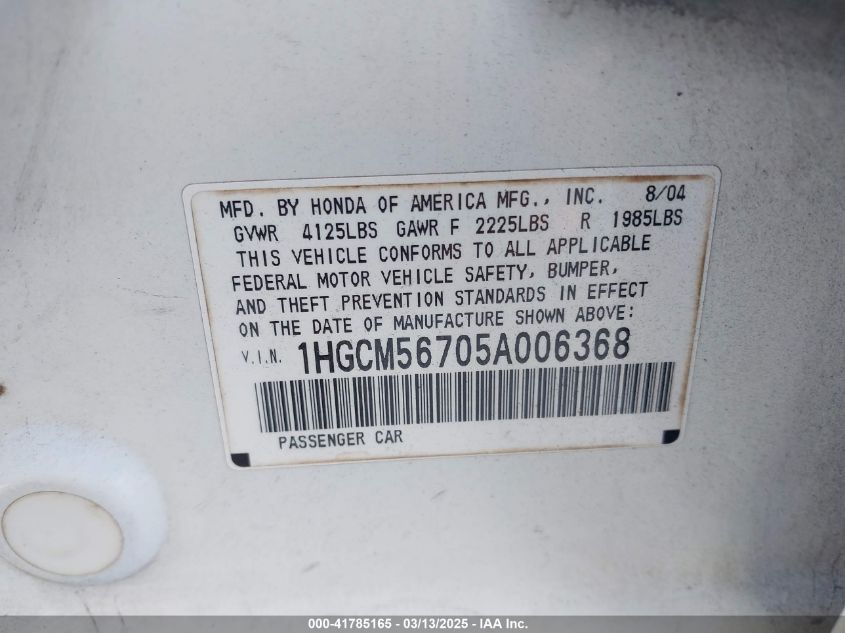 MFD. BY HONDA OF AMERICA MFG., INC. 8/04
GVWR 4125LBS GAWR F 2225LBS R 1985LBS
THIS VEHICLE CONFORMS TO ALL APPLICABLE
FEDERAL MOTOR VEHICLE SAFETY, BUMPER,
AND THEFT PREVENTION STANDARDS IN EFFECT
ON THE DATE OF MANUFACTURE SHOWN ABOVE:
V.I.N. 1HGCM56705A006368
PASSENGER CAR
000-41785165 - 03/13/2025 - IAA Inc.